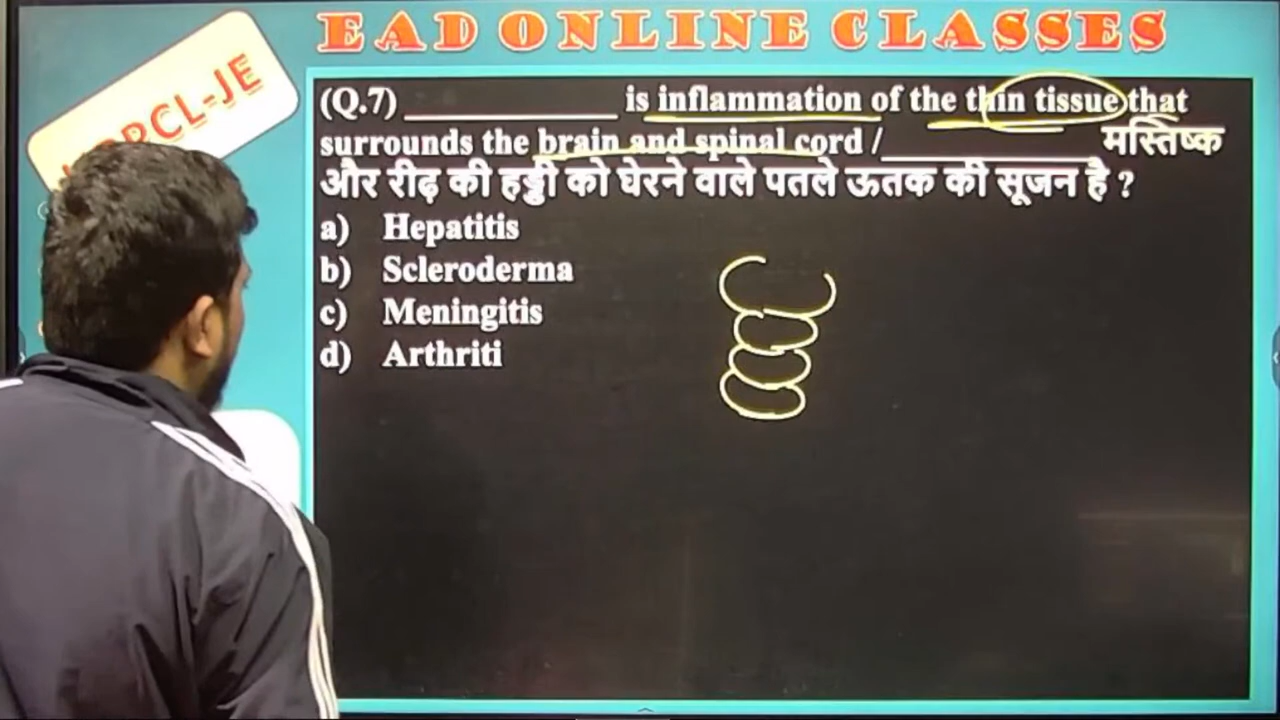 EAD ONLINE CLASSES
-JE
(Q.7) ______________ is inflammation of the thin tissue that
surrounds the brain and spinal cord /______________ मस्तिष्क
और रीढ़ की हड्डी को घेरने वाले पतले ऊतक की सूजन है ?
a) Hepatitis
b) Scleroderma
c) Meningitis
d) Arthriti